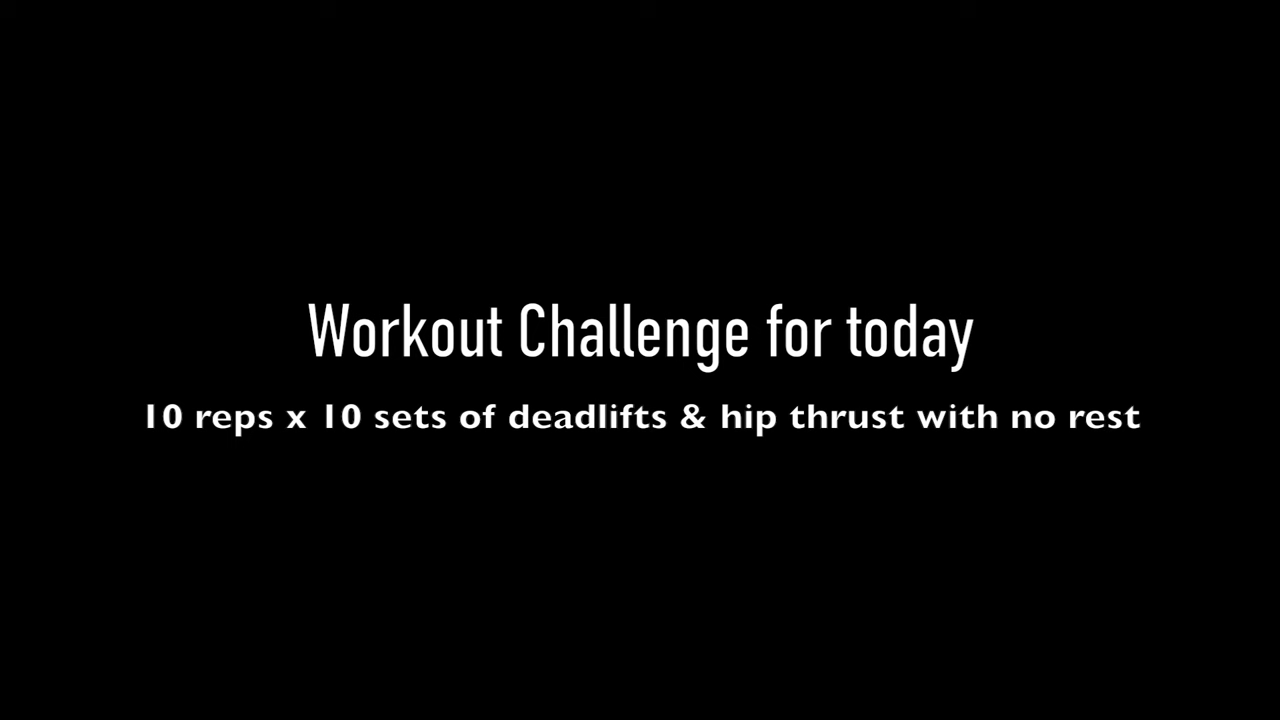 Workout Challenge for today
10 reps x 10 sets of deadlifts & hip thrust with no rest